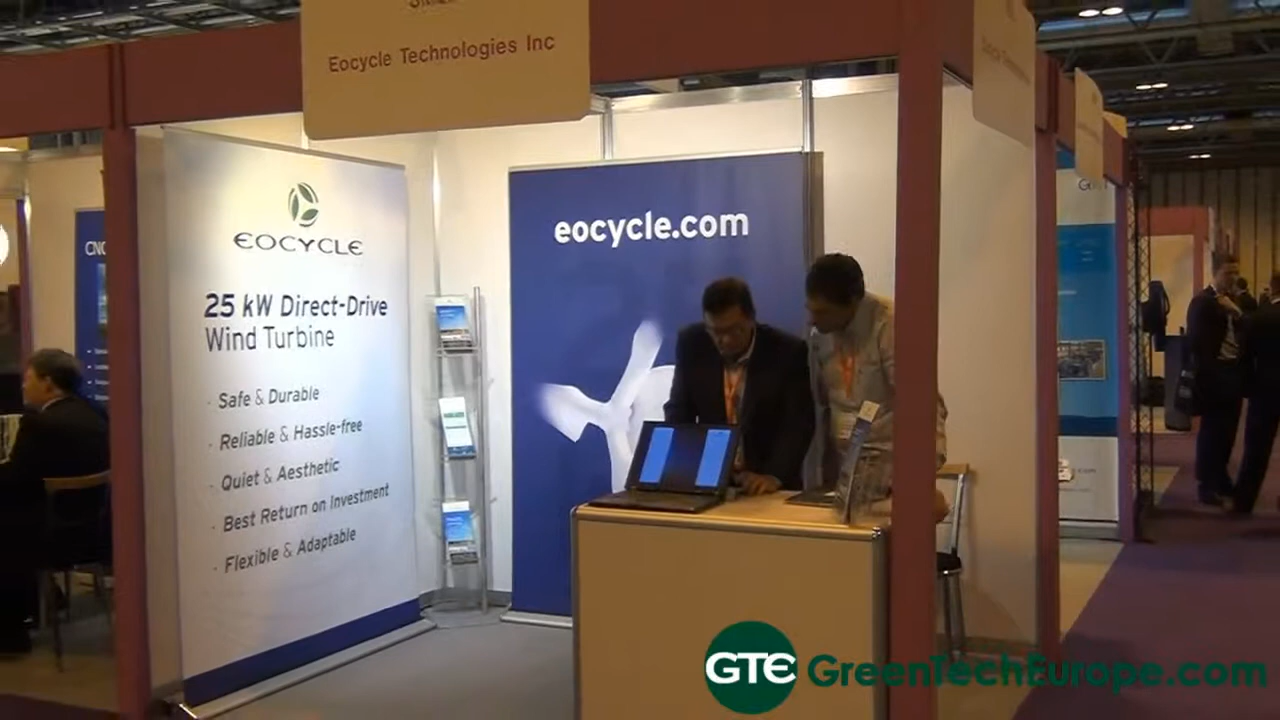 Eocycle Technologies Inc
EOCYCLE
25 kW Direct-Drive
Wind Turbine
· Safe & Durable
· Reliable & Hassle-free
· Quiet & Aesthetic
· Best Return on Investment
· Flexible & Adaptable
eocycle.com
CNC
GTE GreenTechEurope.com